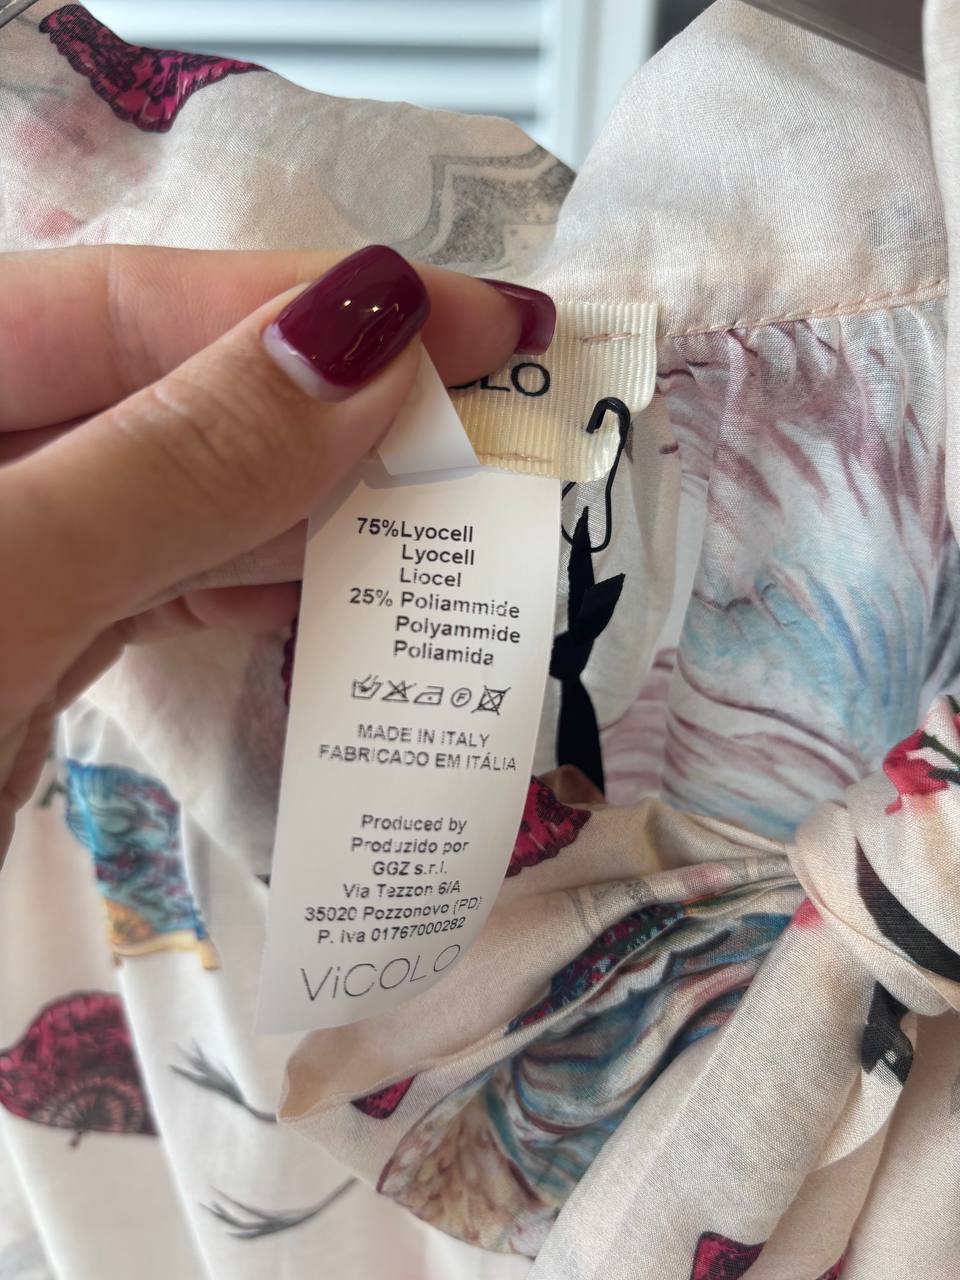 LO
75% Lyocell
Lyocell
Liocel
25% Poliammide
Polyammide
Poliamida
F
MADE IN ITALY
FABRICADO EM ITÁLIA
Produced by
Produzido por
GGZ s.r.l.
Via Tezzon 6/A
35020 Pozzonovo (PD)
P. iva 01767000282
ViCOLO